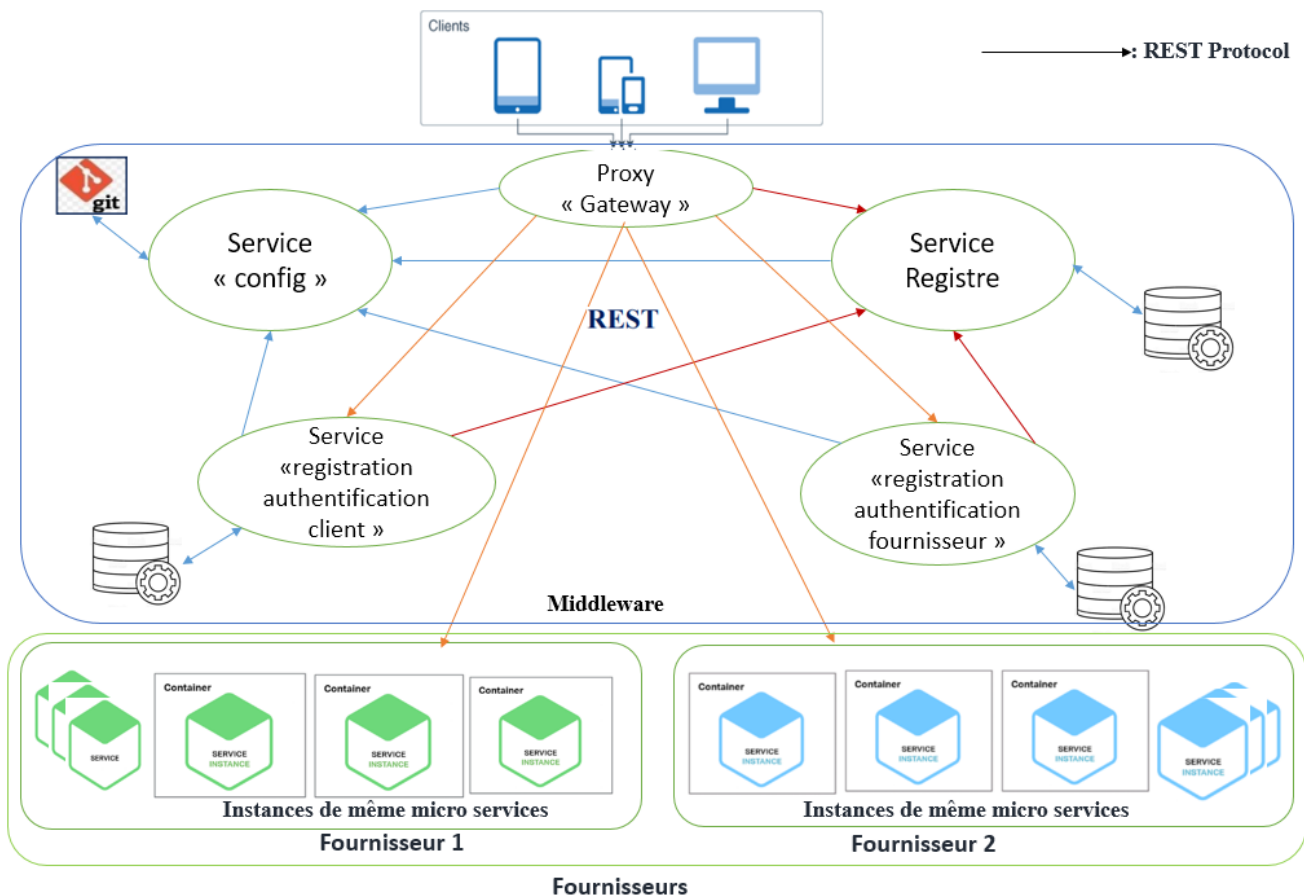 Clients
: REST Protocol
git
Proxy
« Gateway »
Service
« config »
Service
Registre
REST
Service
«registration
authentification
client »
Service
«registration
authentification
fournisseur »
Middleware
Container
SERVICE
INSTANCE
Container
SERVICE
INSTANCE
Container
SERVICE
INSTANCE
SERVICE
Instances de même micro services
Fournisseur 1
Container
SERVICE
INSTANCE
Container
SERVICE
INSTANCE
Container
SERVICE
INSTANCE
SERVICE
INSTANCE
Instances de même micro services
Fournisseur 2
Fournisseurs